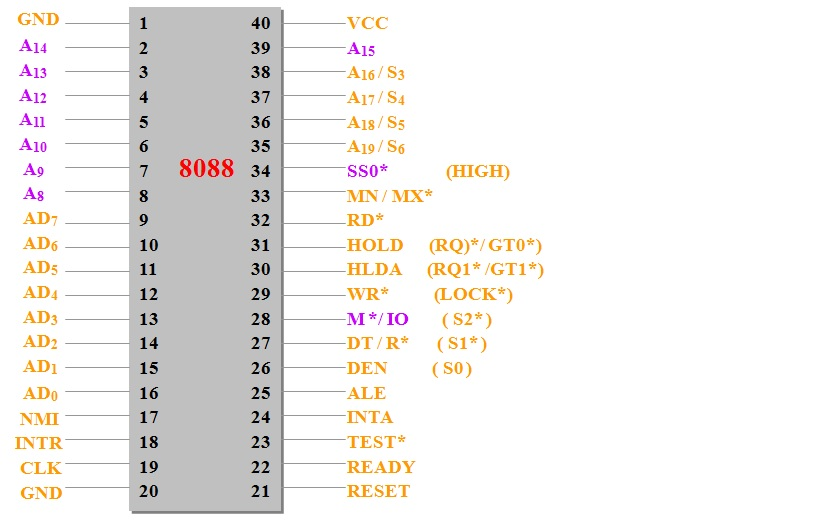 GND 1 40 VCC
A14 2 39 A15
A13 3 38 A16 / S3
A12 4 37 A17 / S4
A11 5 36 A18 / S5
A10 6 35 A19 / S6
A9 7 8088 34 SS0* (HIGH)
A8 8 33 MN / MX*
AD7 9 32 RD*
AD6 10 31 HOLD (RQ)*/ GT0*)
AD5 11 30 HLDA (RQ1* /GT1*)
AD4 12 29 WR* (LOCK*)
AD3 13 28 M */ IO ( S2*)
AD2 14 27 DT / R* ( S1*)
AD1 15 26 DEN ( S0)
AD0 16 25 ALE
NMI 17 24 INTA
INTR 18 23 TEST*
CLK 19 22 READY
GND 20 21 RESET